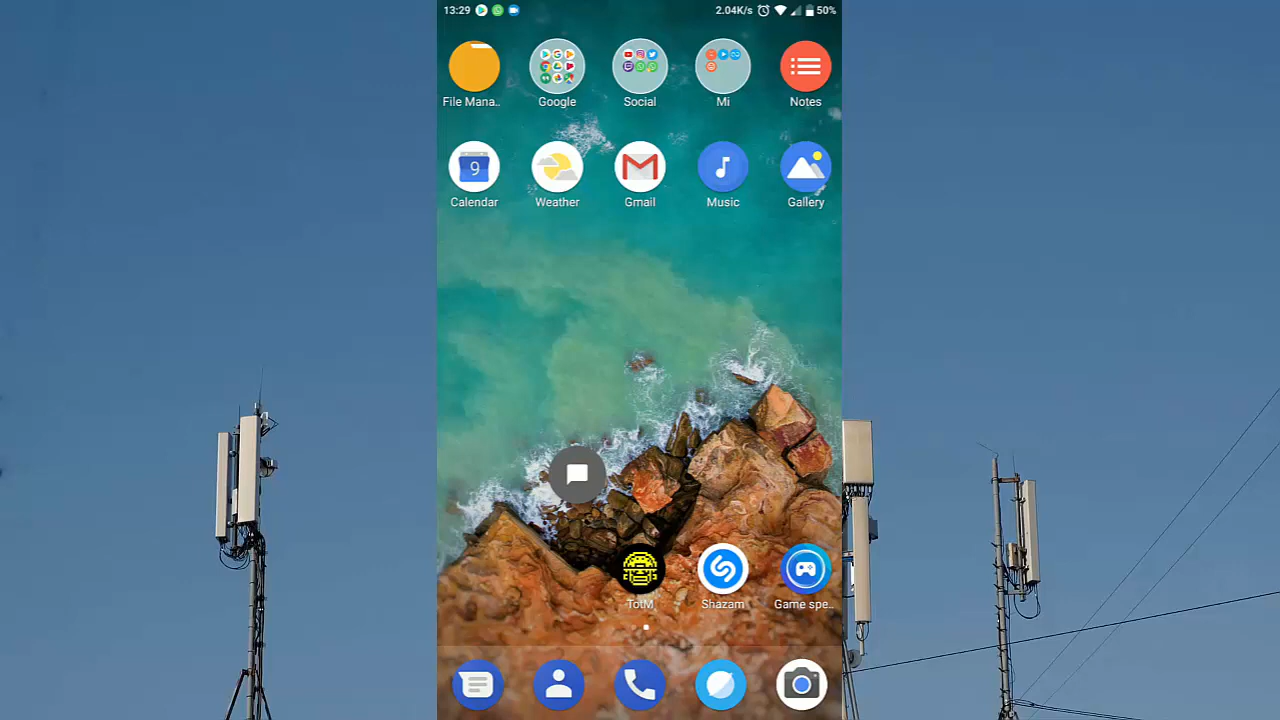 13:29 2.04K/s 50%
File Mana.. Google Social Mi Notes
9
Calendar Weather Gmail Music Gallery
TotM Shazam Game spe..